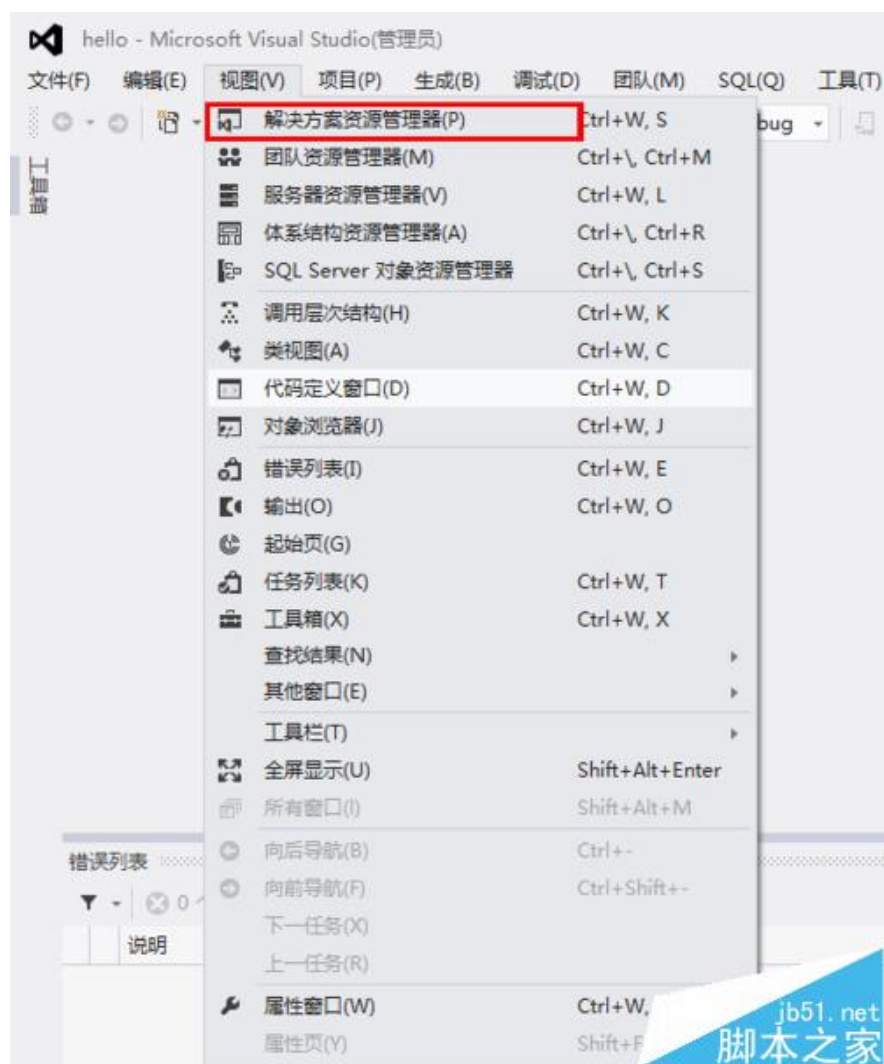 hello - Microsoft Visual Studio(管理员)
文件(F) 编辑(E) 视图(V) 项目(P) 生成(B) 调试(D) 团队(M) SQL(Q) 工具(T)
工具箱
解决方案资源管理器(P) Ctrl+W, S
bug
团队资源管理器(M) Ctrl+\, Ctrl+M
服务器资源管理器(V) Ctrl+W, L
体系结构资源管理器(A) Ctrl+\, Ctrl+R
SQL Server 对象资源管理器 Ctrl+\, Ctrl+S
调用层次结构(H) Ctrl+W, K
类视图(A) Ctrl+W, C
代码定义窗口(D) Ctrl+W, D
对象浏览器(J) Ctrl+W, J
错误列表(I) Ctrl+W, E
输出(O) Ctrl+W, O
起始页(G)
任务列表(K) Ctrl+W, T
工具箱(X) Ctrl+W, X
查找结果(N)
其他窗口(E)
工具栏(T)
全屏显示(U) Shift+Alt+Enter
所有窗口(I) Shift+Alt+M
向后导航(B) Ctrl+-
向前导航(F) Ctrl+Shift+-
下一任务(X)
上一任务(R)
属性窗口(W) Ctrl+W,
属性页(Y) Shift+F
错误列表
0
说明
jb51.net
脚本之家